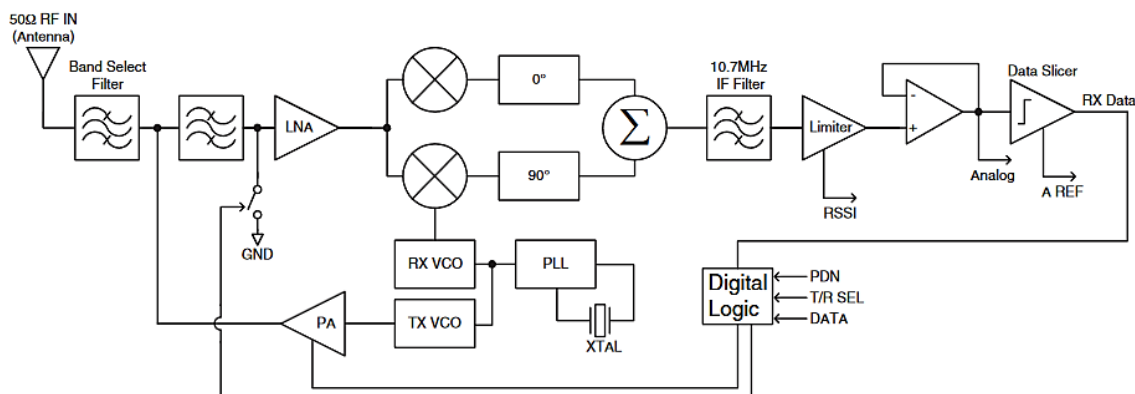 50Ω RF IN
(Antenna)
Band Select
Filter
LNA
0°
90°
Σ
10.7MHz
IF Filter
Limiter
RSSI
-
+
Analog
Data Slicer
A REF
RX Data
GND
RX VCO
PLL
PA
TX VCO
XTAL
Digital
Logic
PDN
T/R SEL
DATA